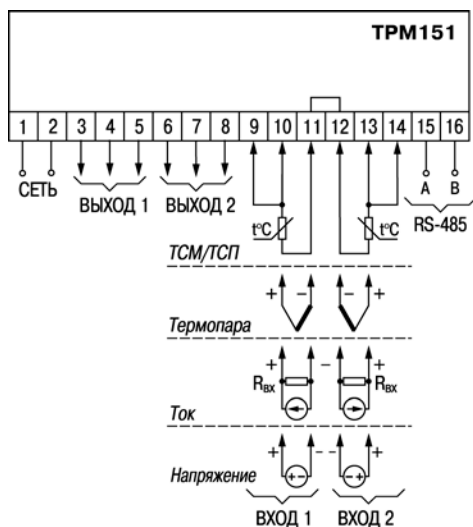 ТРМ151
1 2 3 4 5 6 7 8 9 10 11 12 13 14 15 16
СЕТЬ ВЫХОД 1 ВЫХОД 2 A B
RS-485
t°C t°C
ТСМ/ТСП
+ - - +
Термопара
+ - +
Rвх Rвх
Ток
+ - - +
+ - - +
Напряжение
ВХОД 1 ВХОД 2